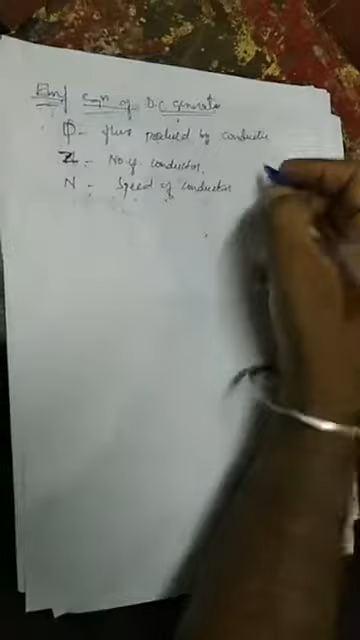 Emf eqn of D.C generator
Φ - flux produced by conductor
Z - No of conductor.
N - Speed of conductor